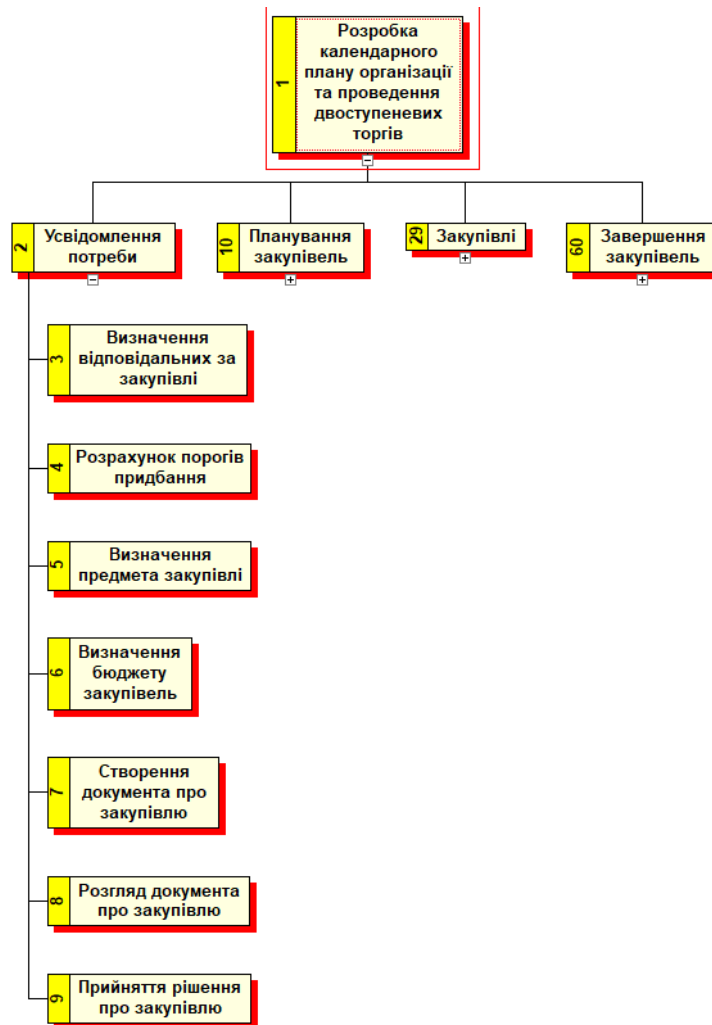 1
Розробка
календарного
плану організації
та проведення
двоступеневих
торгів
2
Усвідомлення
потреби
10
Планування
закупівель
29
Закупівлі
60
Завершення
закупівель
3
Визначення
відповідальних за
закупівлі
4
Розрахунок порогів
придбання
5
Визначення
предмета закупівлі
6
Визначення
бюджету
закупівель
7
Створення
документа про
закупівлю
8
Розгляд документа
про закупівлю
9
Прийняття рішення
про закупівлю